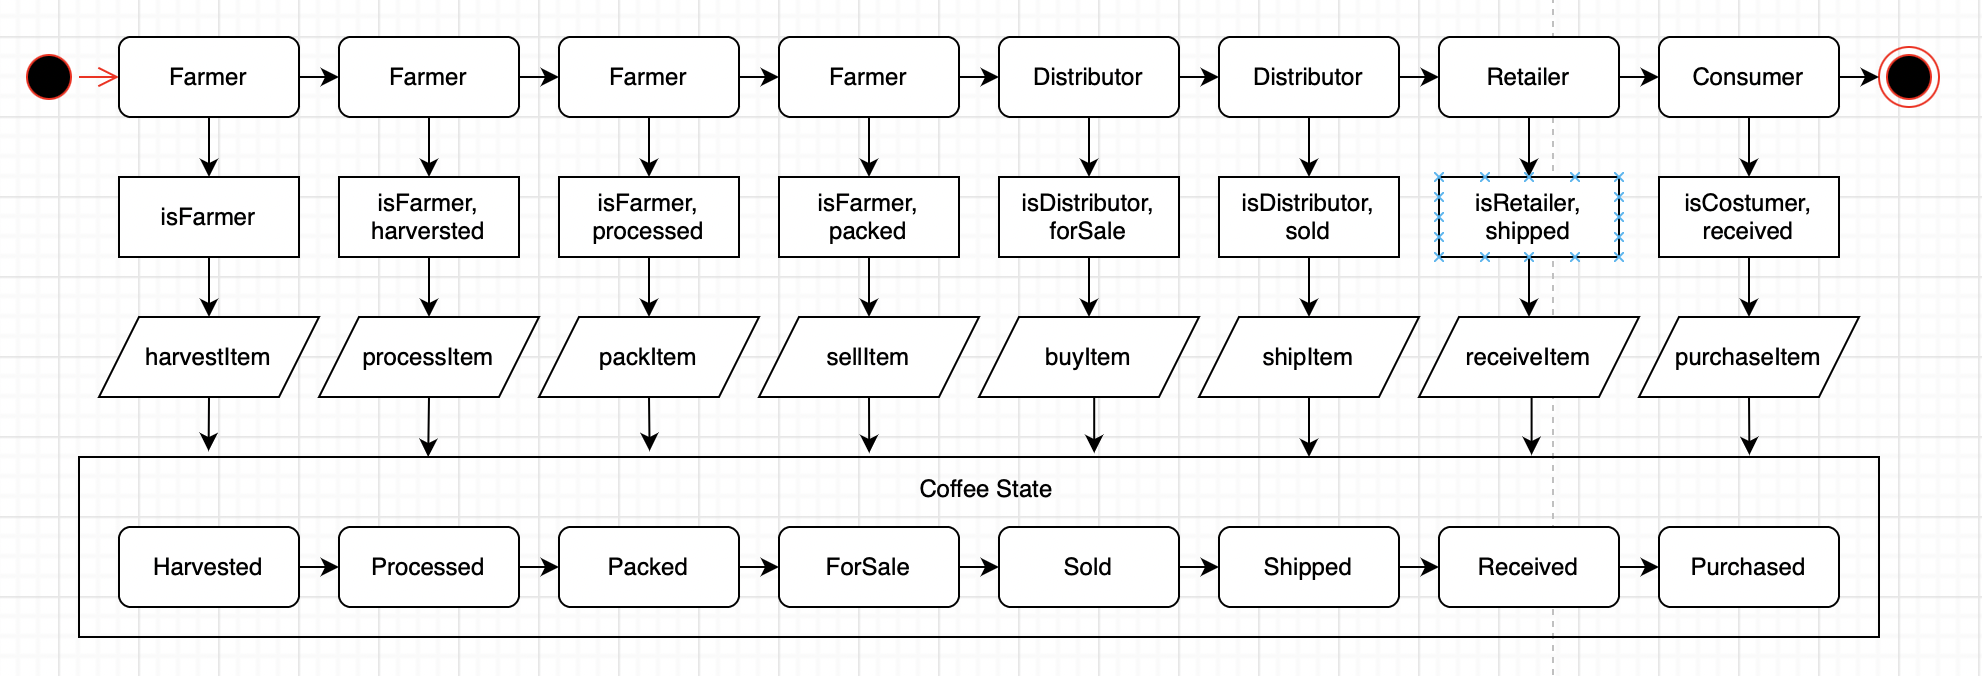 Farmer
Farmer
Farmer
Farmer
Distributor
Distributor
Retailer
Consumer
isFarmer
isFarmer,
harversted
isFarmer,
processed
isFarmer,
packed
isDistributor,
forSale
isDistributor,
sold
isRetailer,
shipped
isCostumer,
received
harvestItem
processItem
packItem
sellItem
buyItem
shipItem
receiveItem
purchaseItem
Coffee State
Harvested
Processed
Packed
ForSale
Sold
Shipped
Received
Purchased